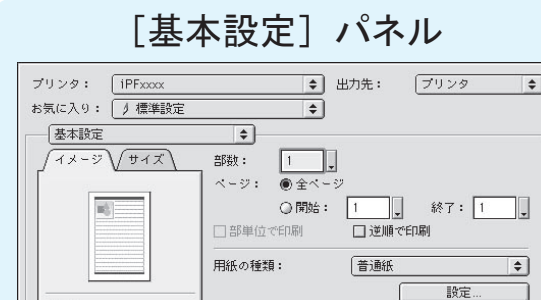 ［基本設定］パネル
プリンタ： iPFxxxx 出力先： プリンタ
お気に入り： 標準設定
基本設定
イメージ サイズ 部数： 1
ページ： 全ページ
開始： 1 終了： 1
部単位で印刷 逆順で印刷
用紙の種類： 普通紙
設定...